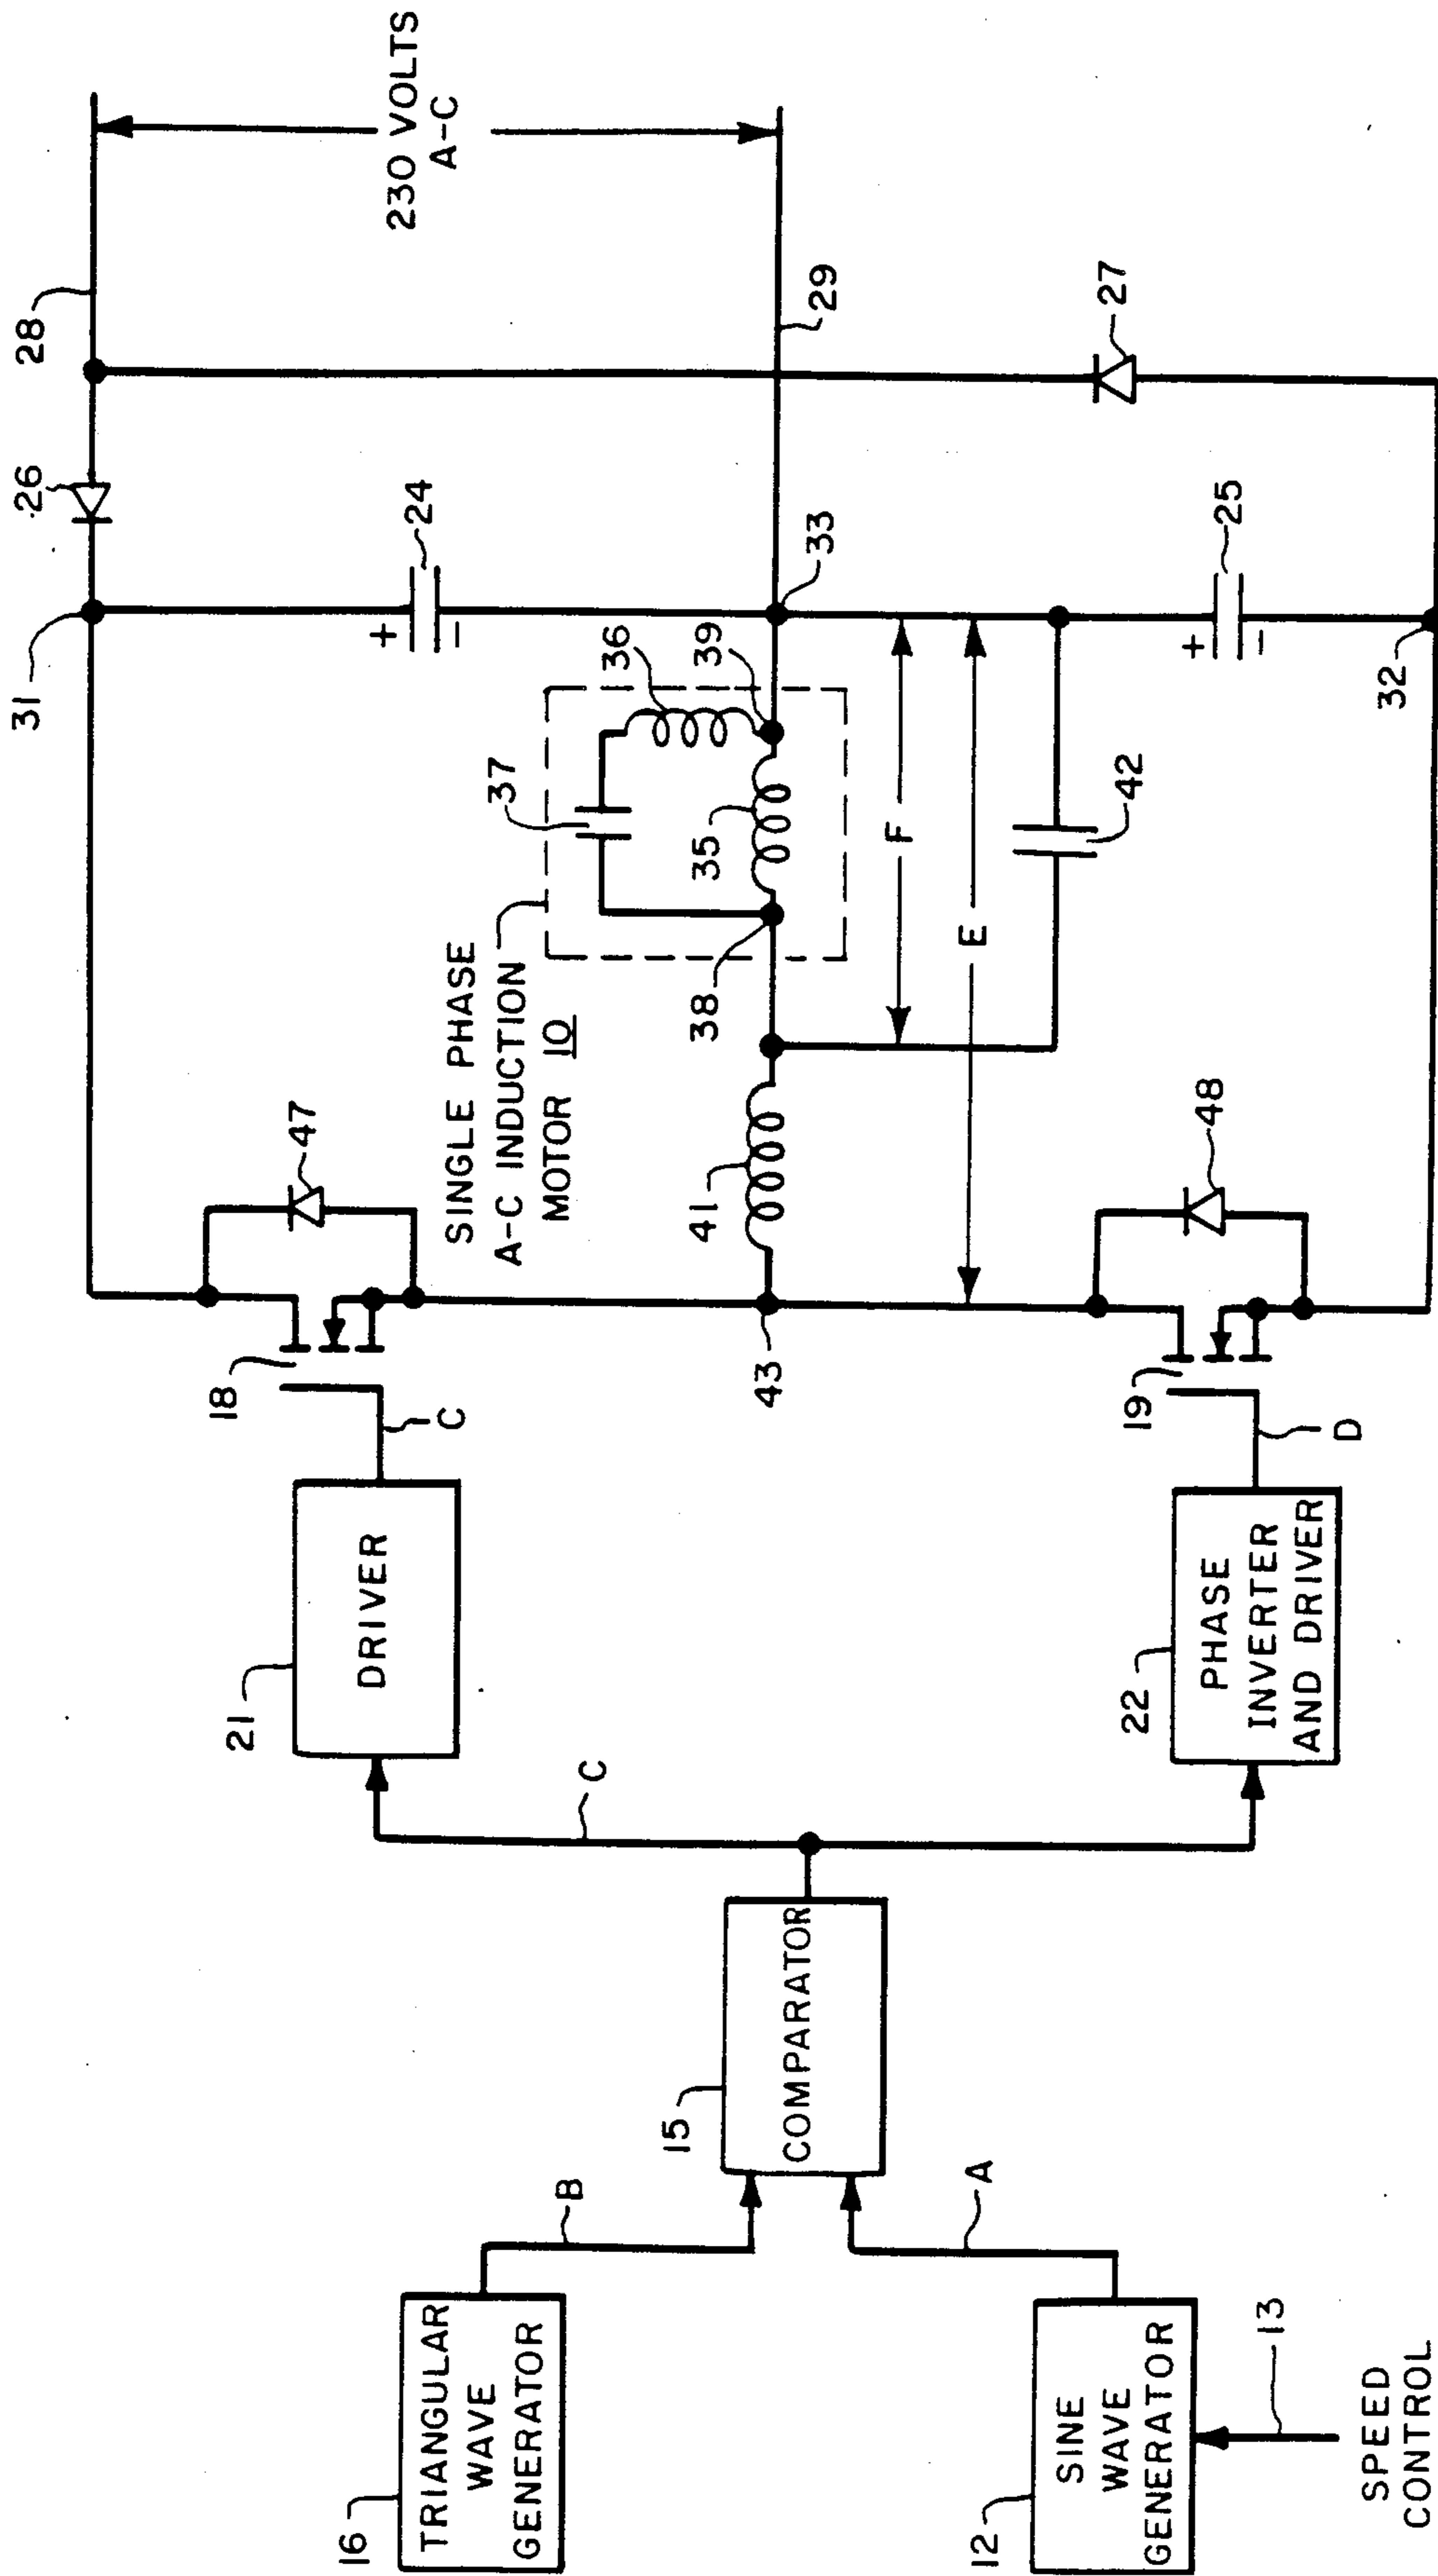 16
TRIANGULAR
WAVE
GENERATOR
B
12
SINE
WAVE
GENERATOR
A
13
SPEED
CONTROL
15
COMPARATOR
C
21
DRIVER
C
18
47
22
PHASE
INVERTER
AND DRIVER
D
19
48
43
41
SINGLE PHASE
A-C INDUCTION
MOTOR 10
38
37
35
36
39
F
E
42
31
+
−
24
26
28
33
+
−
25
32
27
29
230 VOLTS
A-C